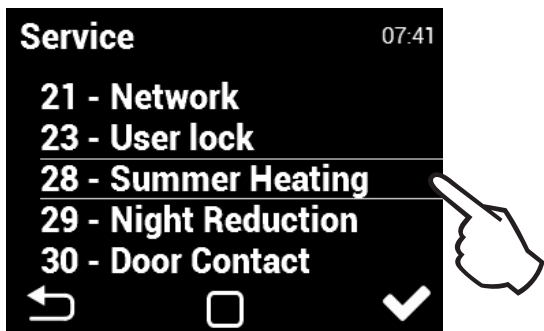 Service
07:41
21 - Network
23 - User lock
28 - Summer Heating
29 - Night Reduction
30 - Door Contact